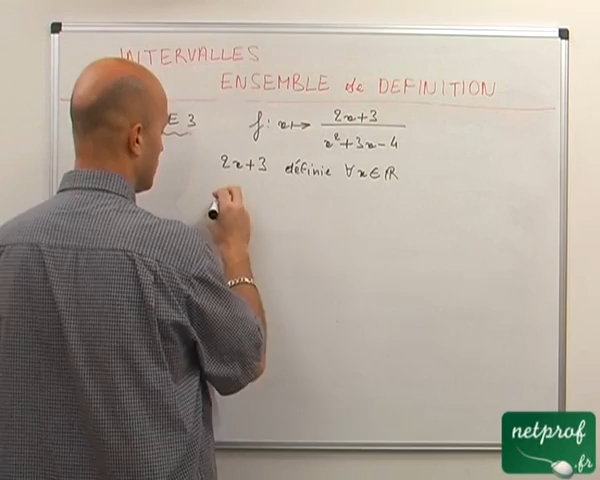 INTERVALLES
ENSEMBLE de DEFINITION
E 3
f: x ↦ 2x+3 / x²+3x-4
2x+3 définie ∀x∈ℝ
netprof
.fr